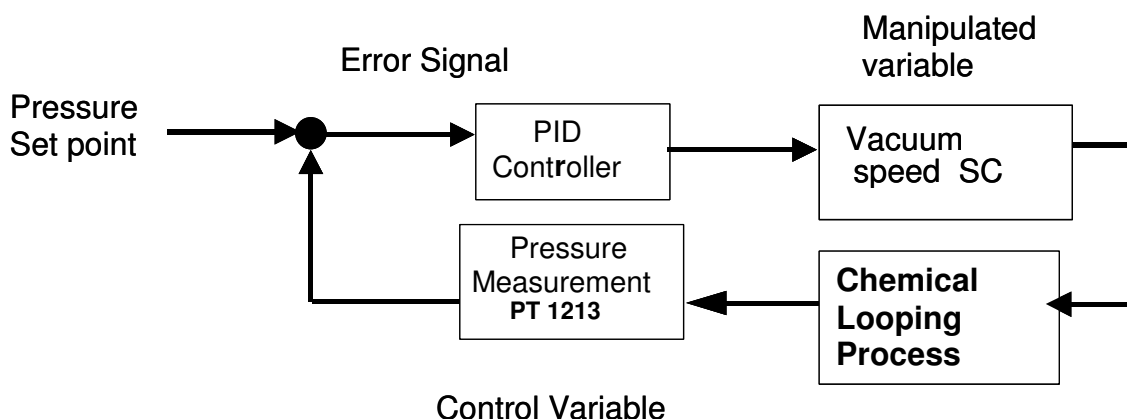 Manipulated
variable
Error Signal
Pressure
Set point
PID
Controller
Vacuum
speed SC
Pressure
Measurement
PT 1213
Chemical
Looping
Process
Control Variable